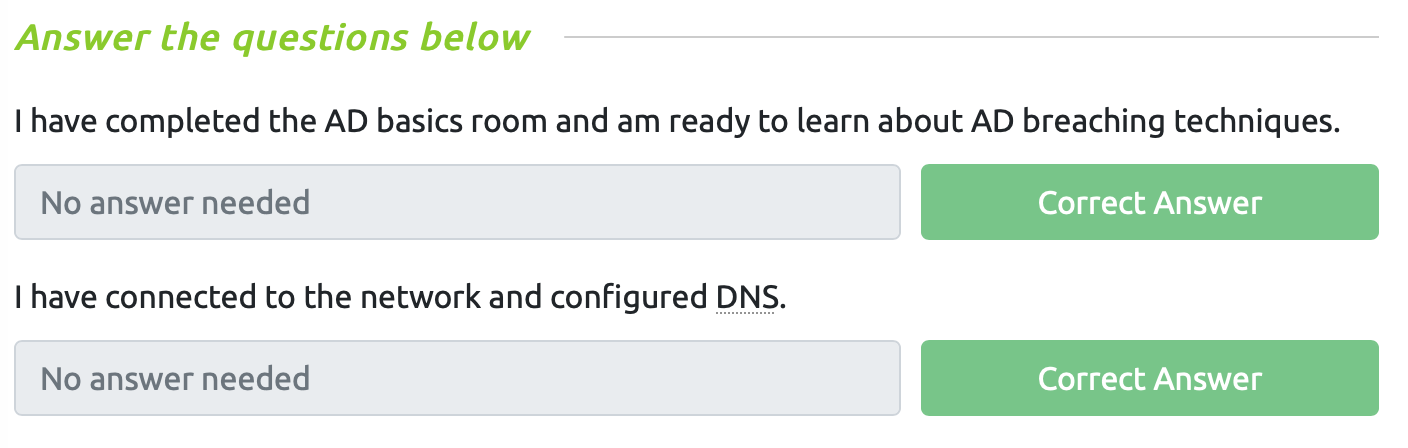 Answer the questions below
I have completed the AD basics room and am ready to learn about AD breaching techniques.
No answer needed
Correct Answer
I have connected to the network and configured DNS.
No answer needed
Correct Answer